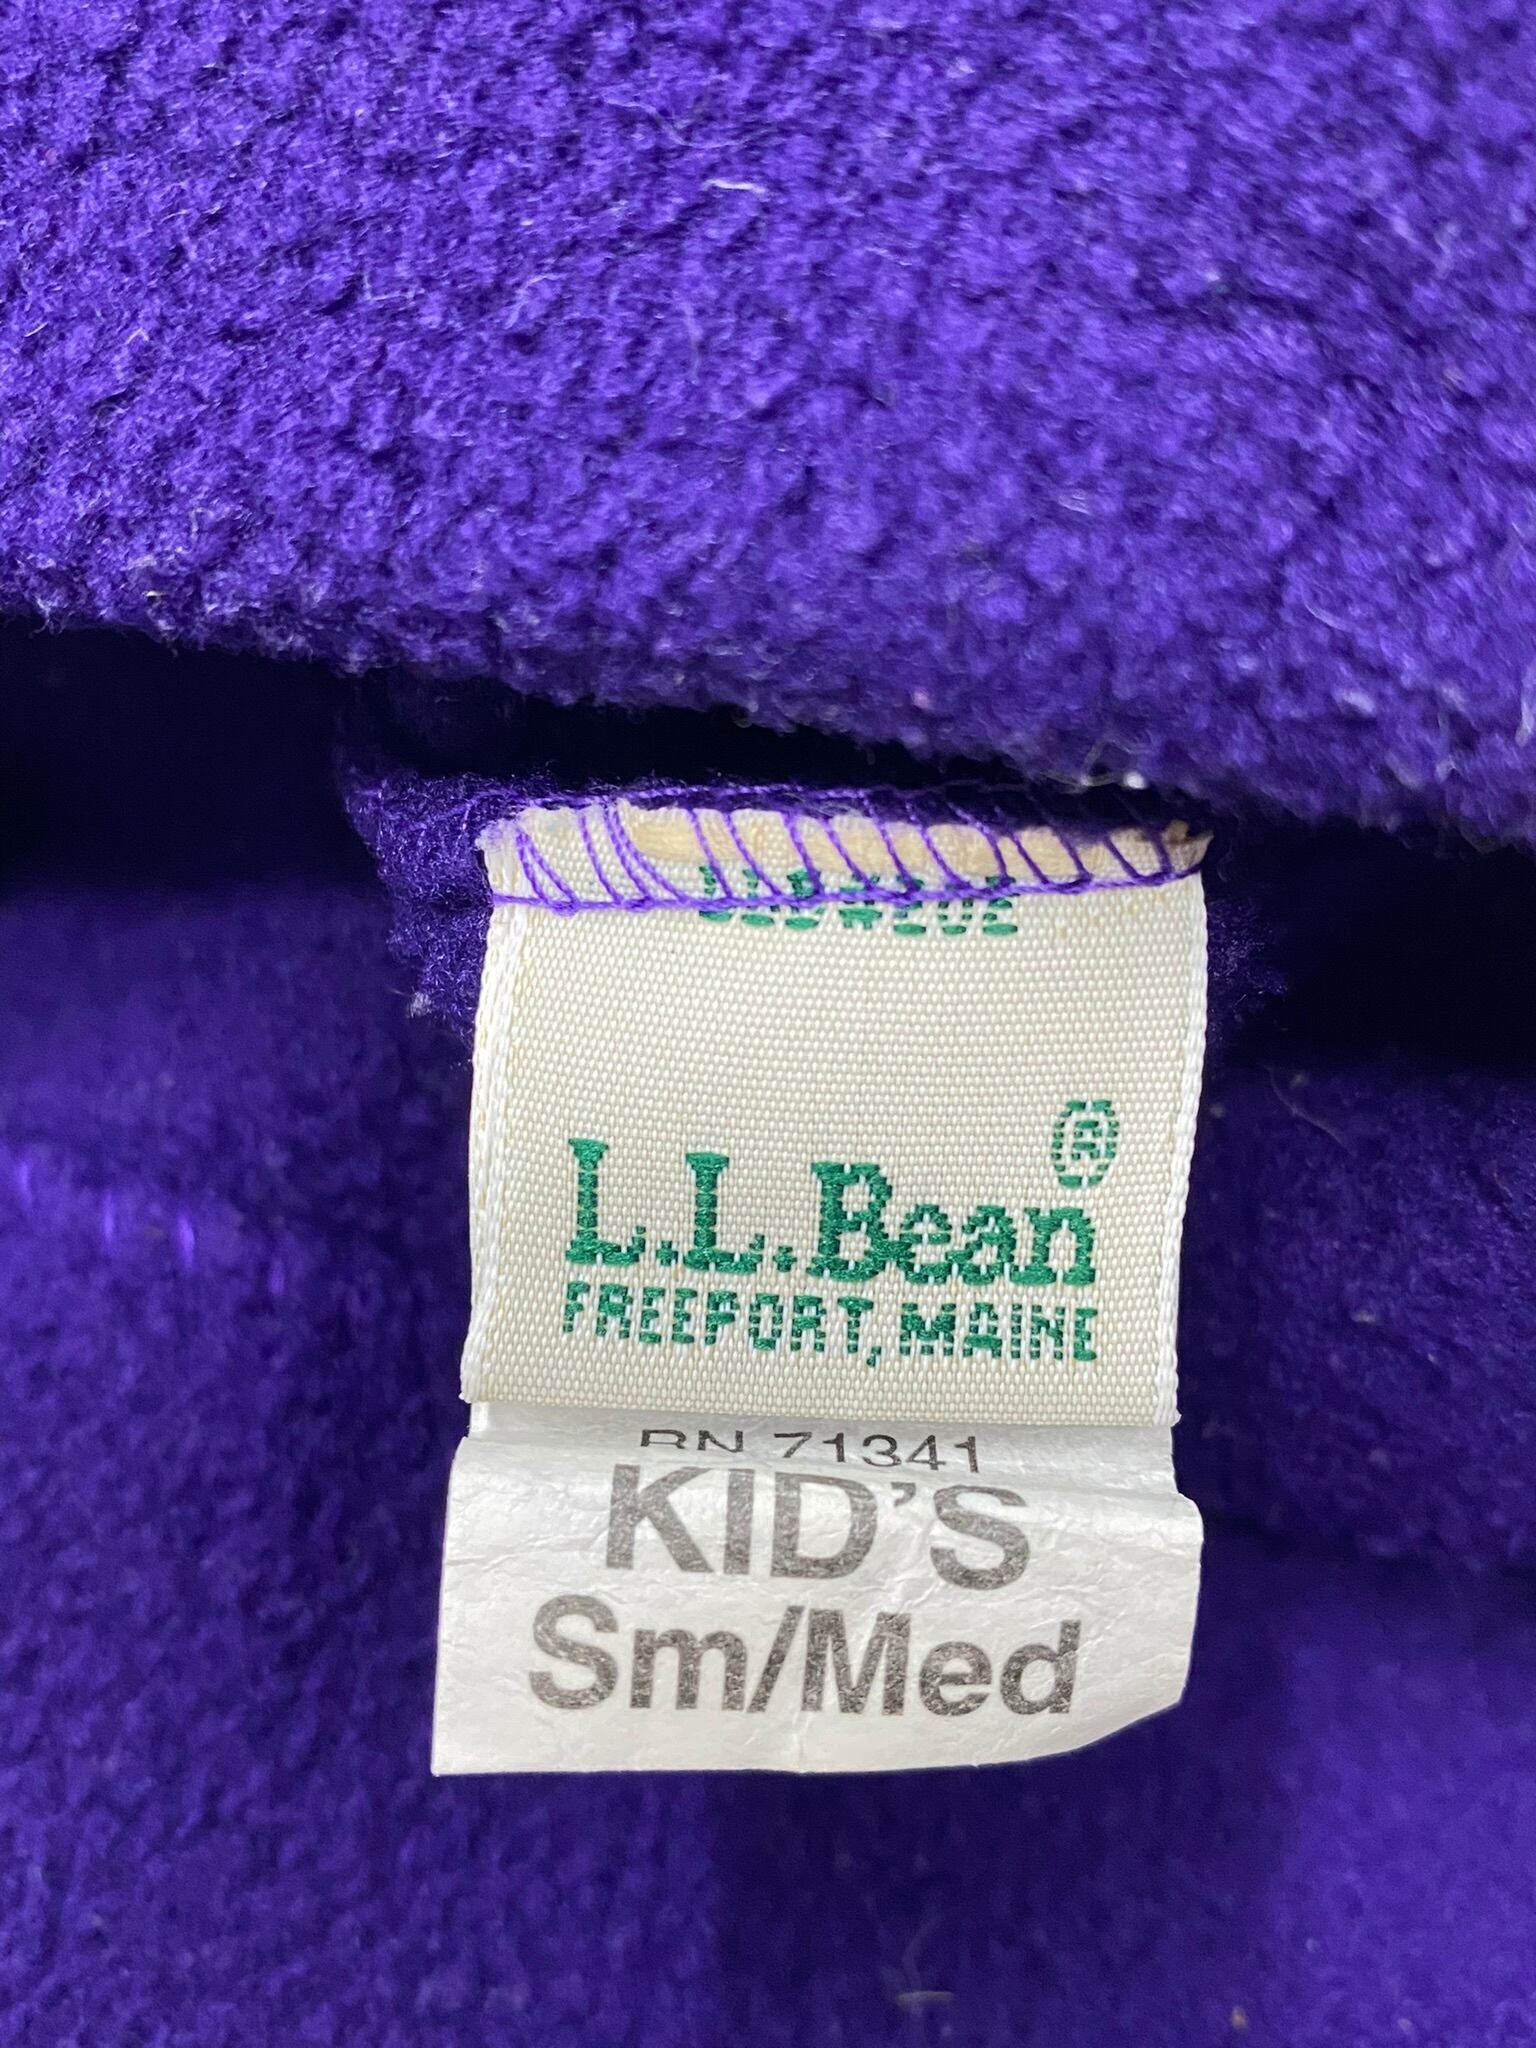 L.L.Bean®
FREEPORT, MAINE
RN 71341
KID'S
Sm/Med